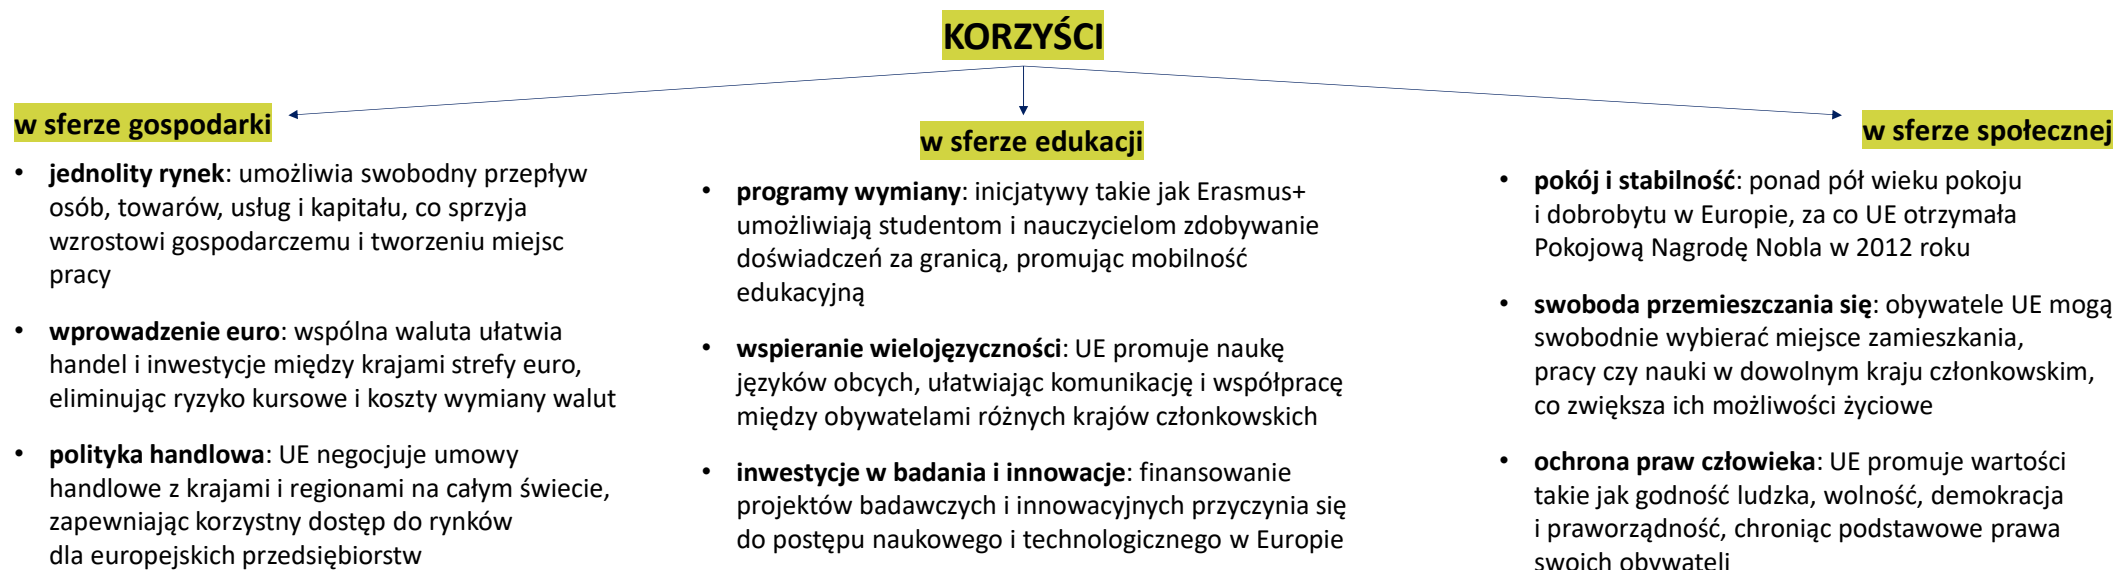 KORZYŚCI
w sferze gospodarki
• jednolity rynek: umożliwia swobodny przepływ
osób, towarów, usług i kapitału, co sprzyja
wzrostowi gospodarczemu i tworzeniu miejsc
pracy
• wprowadzenie euro: wspólna waluta ułatwia
handel i inwestycje między krajami strefy euro,
eliminując ryzyko kursowe i koszty wymiany walut
• polityka handlowa: UE negocjuje umowy
handlowe z krajami i regionami na całym świecie,
zapewniając korzystny dostęp do rynków
dla europejskich przedsiębiorstw
w sferze edukacji
• programy wymiany: inicjatywy takie jak Erasmus+
umożliwiają studentom i nauczycielom zdobywanie
doświadczeń za granicą, promując mobilność
edukacyjną
• wspieranie wielojęzyczności: UE promuje naukę
języków obcych, ułatwiając komunikację i współpracę
między obywatelami różnych krajów członkowskich
• inwestycje w badania i innowacje: finansowanie
projektów badawczych i innowacyjnych przyczynia się
do postępu naukowego i technologicznego w Europie
w sferze społecznej
• pokój i stabilność: ponad pół wieku pokoju
i dobrobytu w Europie, za co UE otrzymała
Pokojową Nagrodę Nobla w 2012 roku
• swoboda przemieszczania się: obywatele UE mogą
swobodnie wybierać miejsce zamieszkania,
pracy czy nauki w dowolnym kraju członkowskim,
co zwiększa ich możliwości życiowe
• ochrona praw człowieka: UE promuje wartości
takie jak godność ludzka, wolność, demokracja
i praworządność, chroniąc podstawowe prawa
swoich obywateli